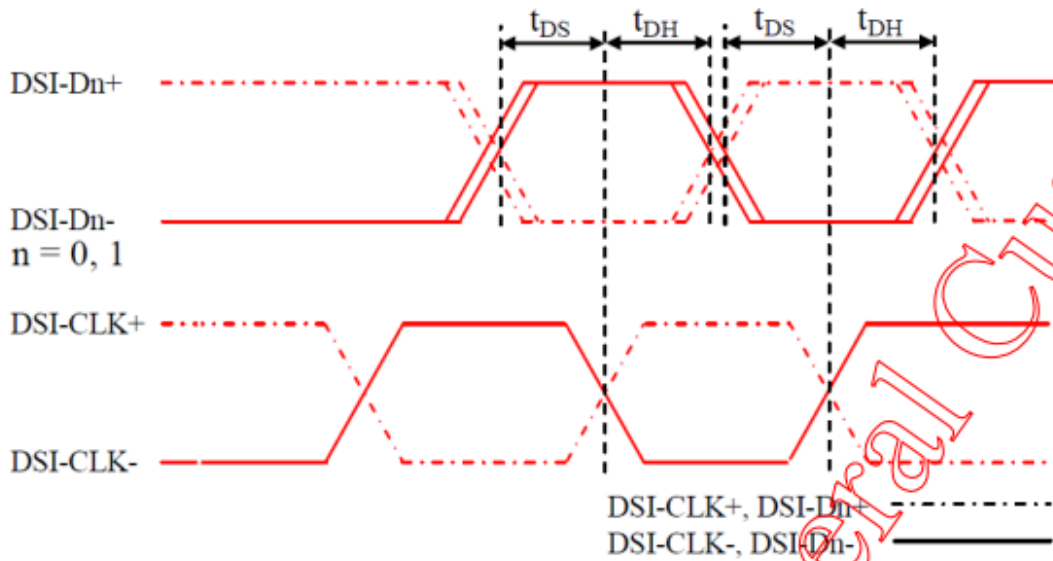 tDS tDH tDS tDH
DSI-Dn+
DSI-Dn-
n = 0, 1
DSI-CLK+
DSI-CLK-
DSI-CLK+, DSI-Dn+
DSI-CLK-, DSI-Dn-
eral